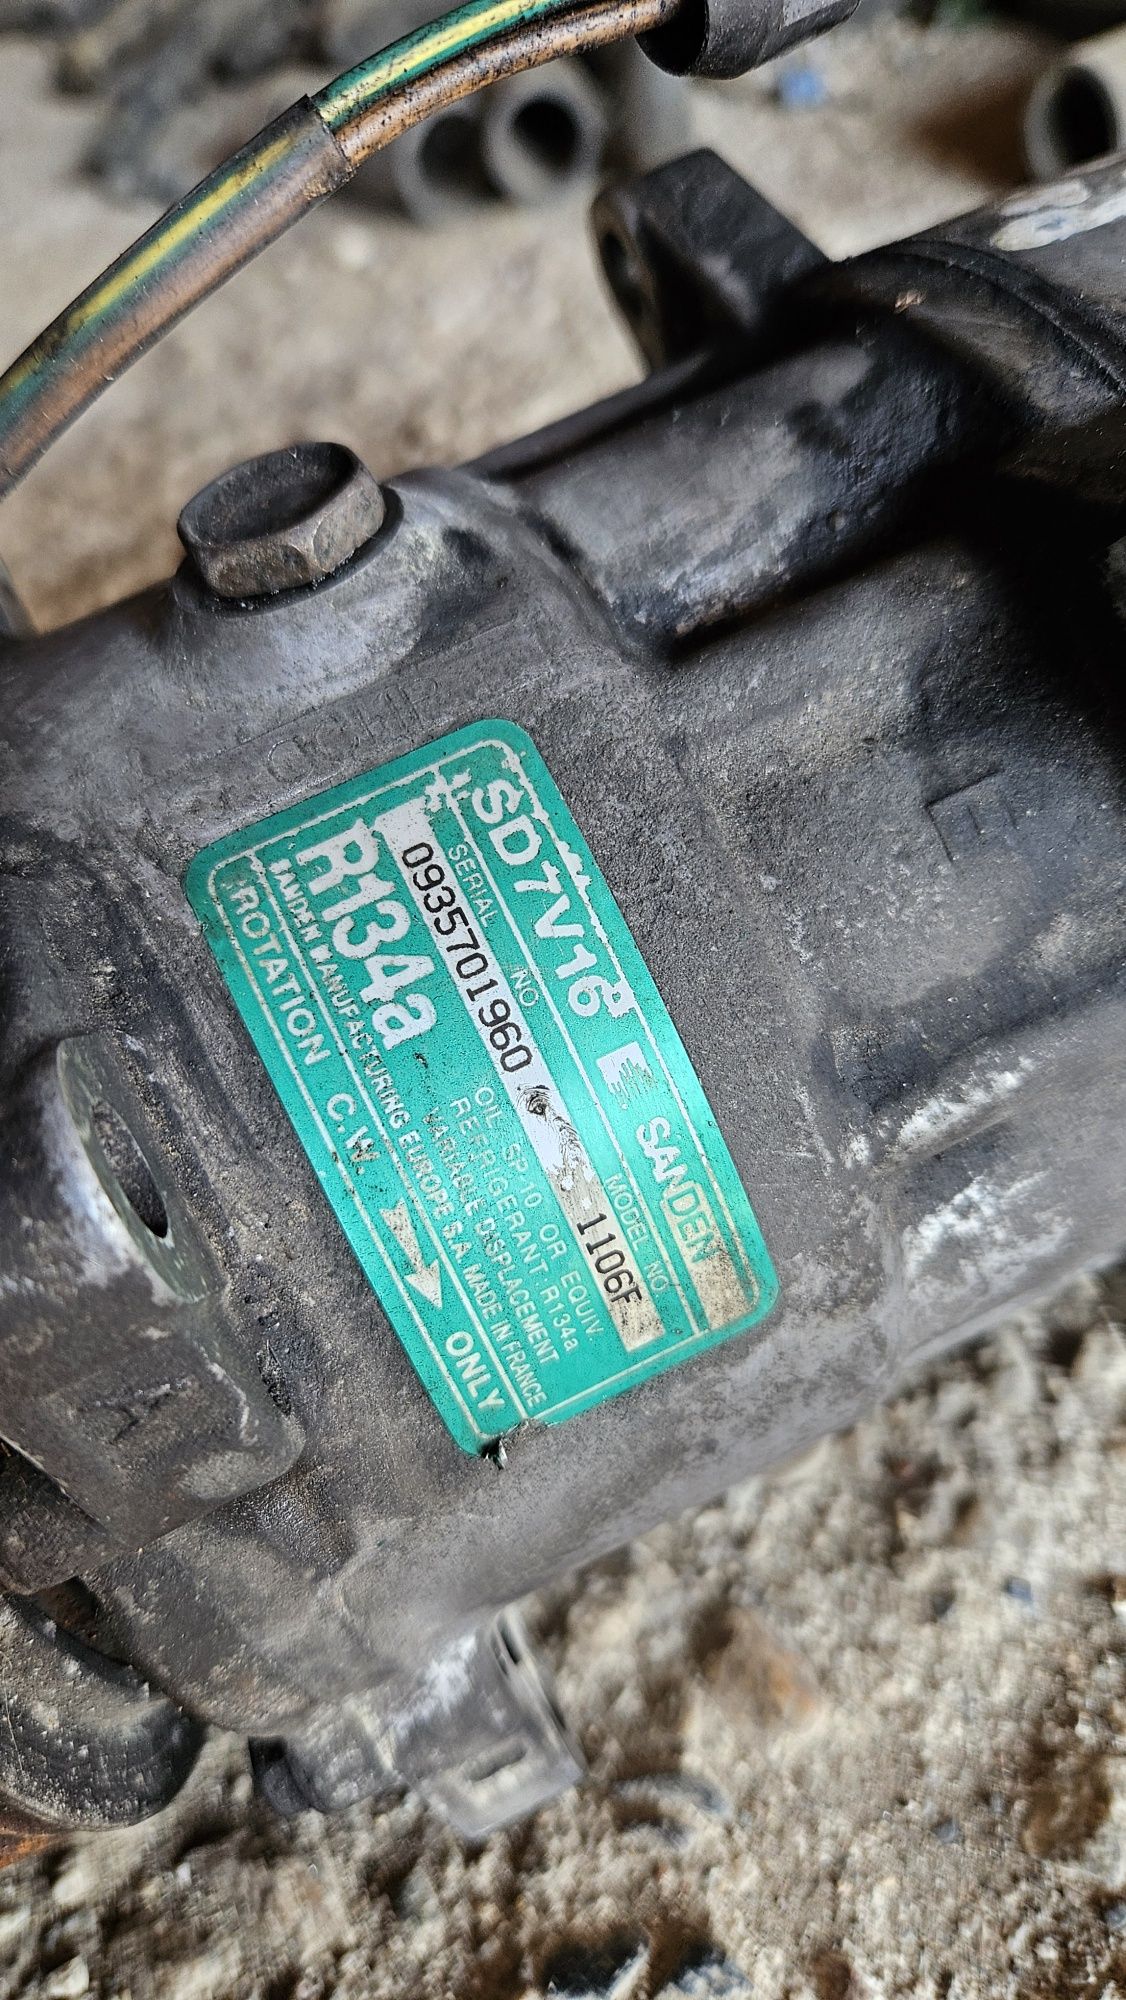 SD7V16 SANDEN
SERIAL NO. MODEL NO.
0935701960 1106F
R134a
OIL: SP-10 OR EQUIV.
REFRIGERANT: R134a
VARIABLE DISPLACEMENT
SANDEN MANUFACTURING EUROPE S.A. MADE IN FRANCE
ROTATION C.W. ONLY